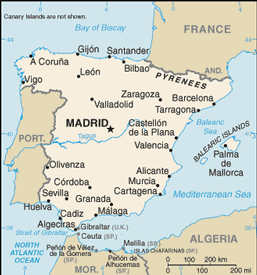 Canary Islands are not shown.
FRANCE
Bay of Biscay
Gijón
Santander
A Coruña
Bilbao
AND.
PYRENEES
Vigo
León
Zaragoza
Barcelona
Valladolid
Tarragona
MADRID
Castellón
de la Plana
Balearic
Sea
BALEARIC ISLANDS
PORT.
Tagus
Valencia
Palma
de
Mallorca
Olivenza
Alicante
Córdoba
Murcia
Sevilla
Cartagena
Mediterranean Sea
Huelva
Granada
Cadiz
Málaga
Strait of Gibraltar
Algeciras
Gibraltar (U.K.)
Ceuta (SP.)
NORTH
ATLANTIC
OCEAN
Peñón de Vélez
de la Gomera
(SP.)
Melilla (SP.)
ISLAS CHAFARINAS (SP.)
Peñón de
Alhucemas
(SP.)
ALGERIA
MOR.
0 100 200 km
0 100 200 mi